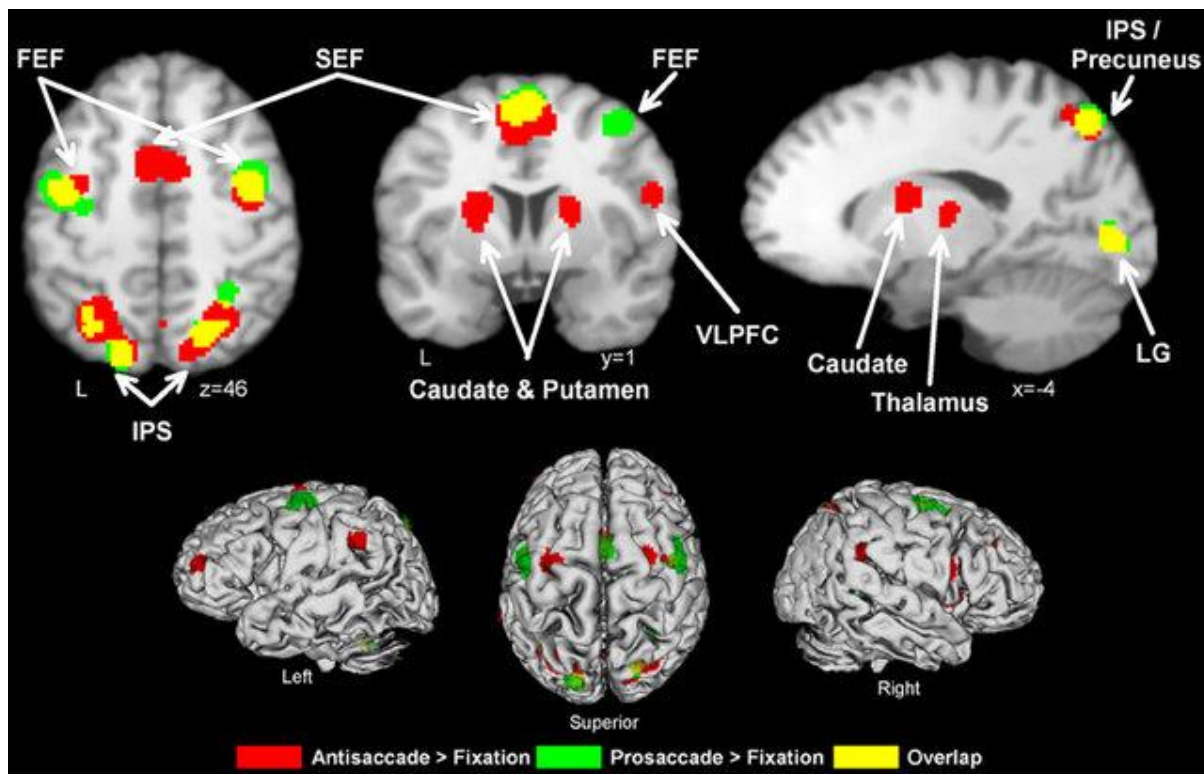 FEF
SEF
FEF
IPS /
Precuneus
L
z=46
IPS
L
y=1
VLPFC
Caudate & Putamen
Caudate
Thalamus
x=-4
LG
Left
Superior
Right
Antisaccade > Fixation
Prosaccade > Fixation
Overlap